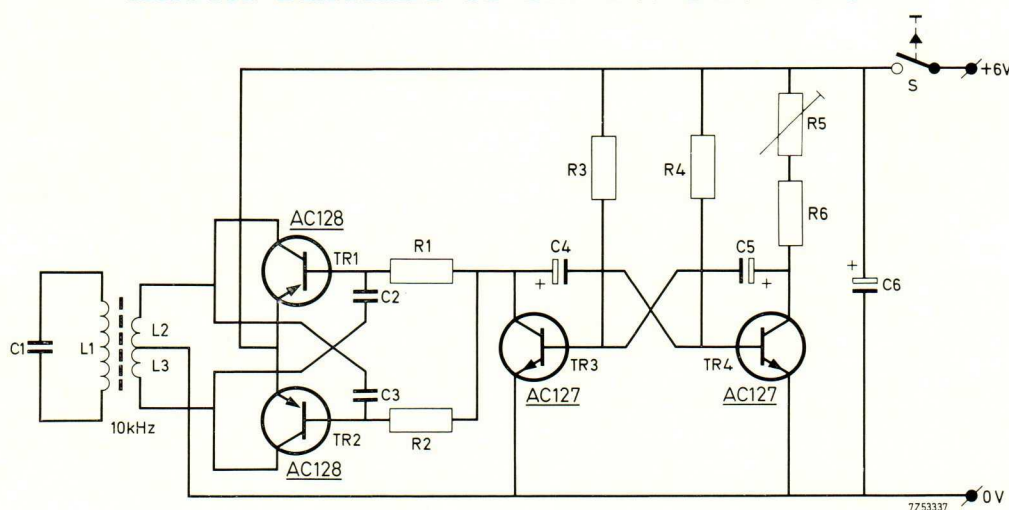 S
+6V
R5
R3
R4
R6
AC128
TR1
R1
C4
+
C5
+
+
C6
C2
C1
L1
L2
L3
TR3
TR4
AC127
AC127
C3
10kHz
TR2
R2
AC128
0V
7Z53337